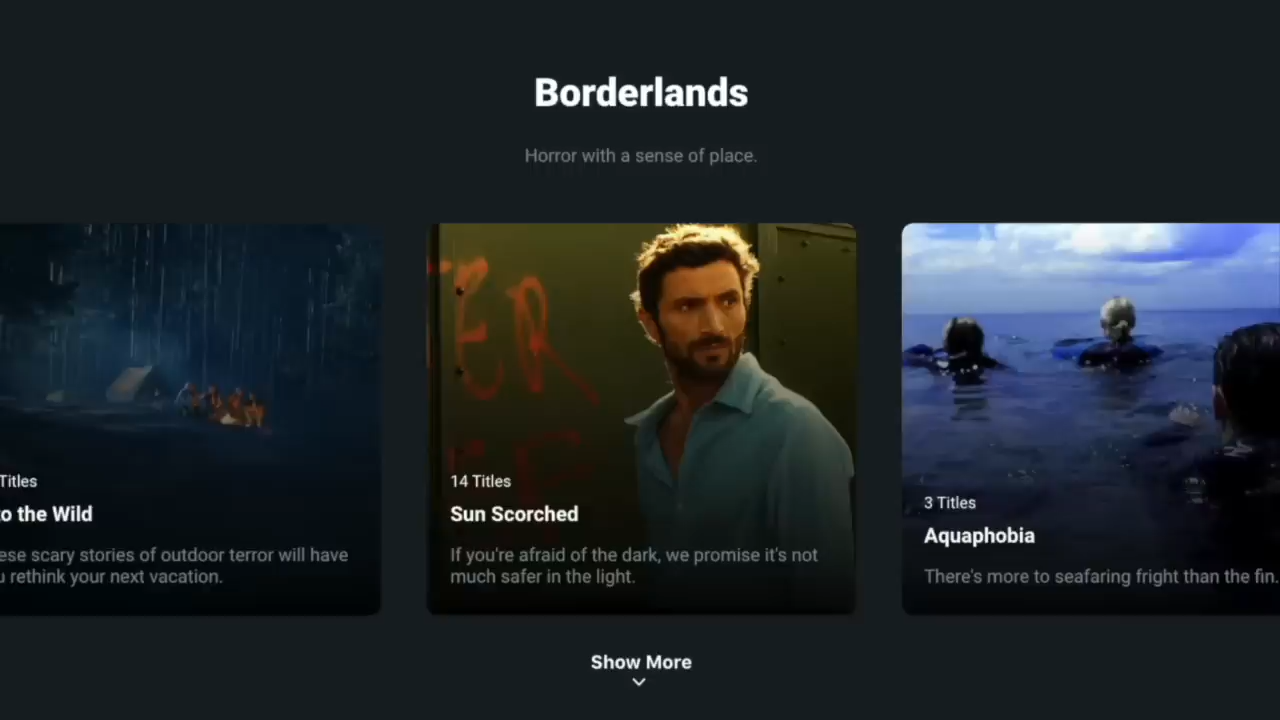 Borderlands
Horror with a sense of place.
TER
Titles
to the Wild
ese scary stories of outdoor terror will have
u rethink your next vacation.
14 Titles
Sun Scorched
If you're afraid of the dark, we promise it's not
much safer in the light.
3 Titles
Aquaphobia
There's more to seafaring fright than the fin.
Show More